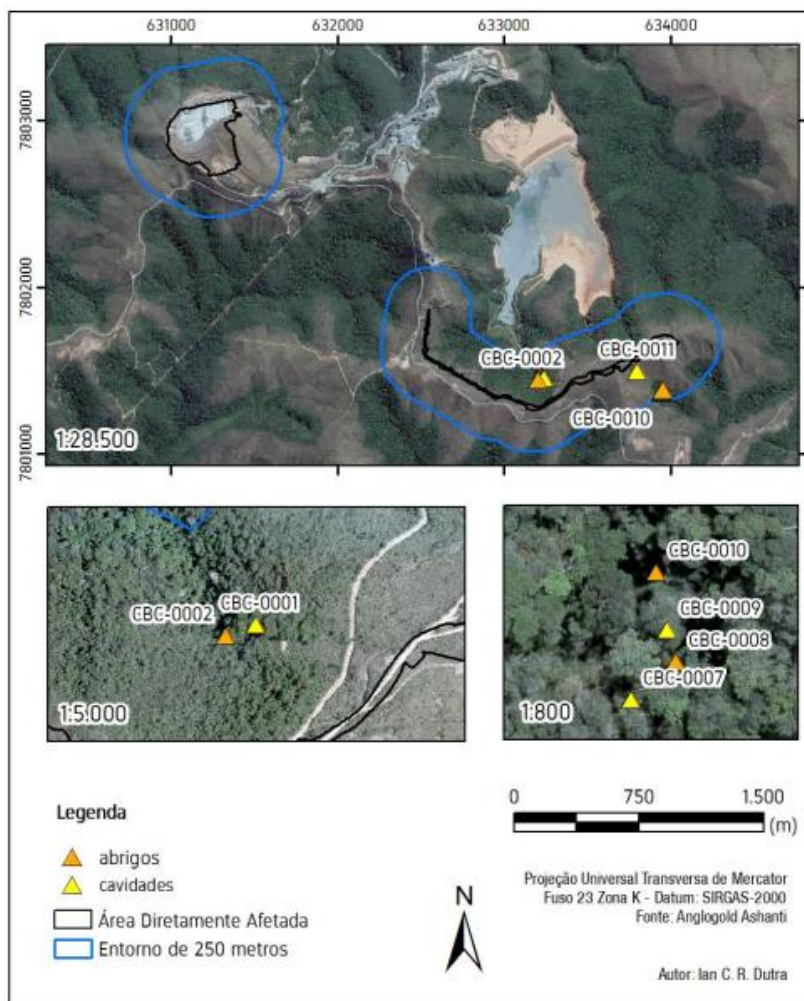 631000
632000
633000
634000
7803000
7802000
7801000
CBC-0002
CBC-0011
CBC-0010
1:28.500
CBC-0002
CBC-0001
1:5.000
CBC-0010
CBC-0009
CBC-0008
CBC-0007
1:800
Legenda
abrigos
cavidades
Área Diretamente Afetada
Entorno de 250 metros
N
0
750
1.500
(m)
Projeção Universal Transversa de Mercator
Fuso 23 Zona K - Datum: SIRGAS-2000
Fonte: Anglogold Ashanti
Autor: Ian C. R. Dutra